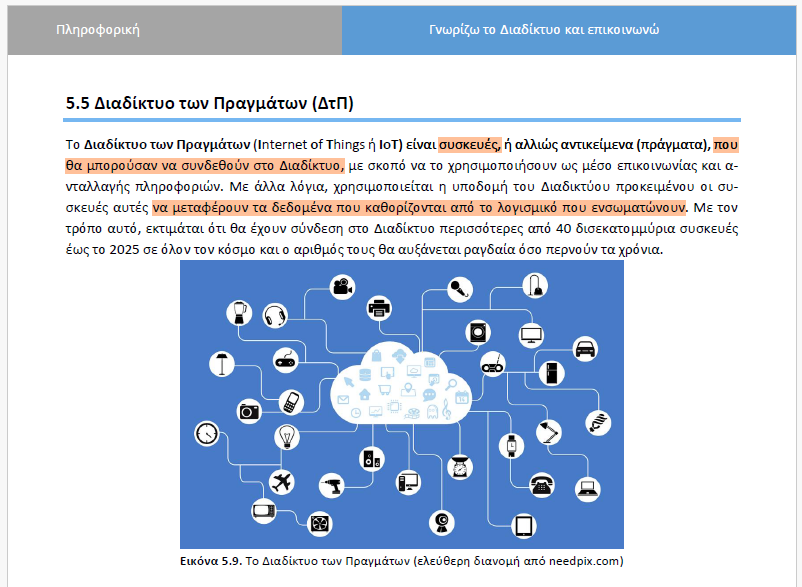 Πληροφορική
Γνωρίζω το Διαδίκτυο και επικοινωνώ
5.5 Διαδίκτυο των Πραγμάτων (ΔτΠ)
Το Διαδίκτυο των Πραγμάτων (Internet of Things ή IoT) είναι συσκευές, ή αλλιώς αντικείμενα (πράγματα), που
θα μπορούσαν να συνδεθούν στο Διαδίκτυο, με σκοπό να το χρησιμοποιήσουν ως μέσο επικοινωνίας και α-
νταλλαγής πληροφοριών. Με άλλα λόγια, χρησιμοποιείται η υποδομή του Διαδικτύου προκειμένου οι συ-
σκευές αυτές να μεταφέρουν τα δεδομένα που καθορίζονται από το λογισμικό που ενσωματώνουν. Με τον
τρόπο αυτό, εκτιμάται ότι θα έχουν σύνδεση στο Διαδίκτυο περισσότερες από 40 δισεκατομμύρια συσκευές
έως το 2025 σε όλον τον κόσμο και ο αριθμός τους θα αυξάνεται ραγδαία όσο περνούν τα χρόνια.
Εικόνα 5.9. Το Διαδίκτυο των Πραγμάτων (ελεύθερη διανομή από needpix.com)